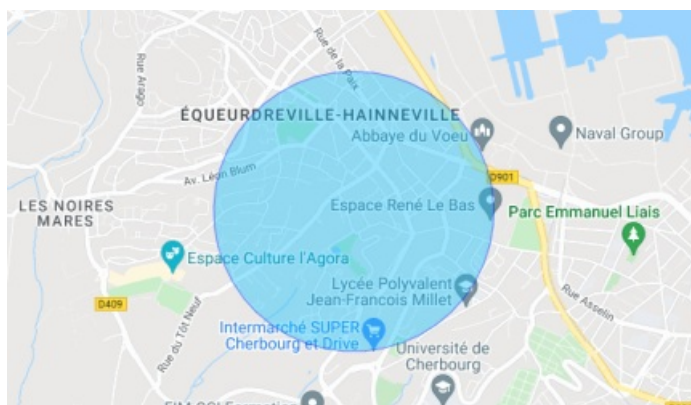 Rue de la Paix
Rue Arago
ÉQUEURDREVILLE-HAINNEVILLE
Abbaye du Voeu
Naval Group
Av. Léon Blum
D901
LES NOIRES
MARES
Espace René Le Bas
Parc Emmanuel Liais
Espace Culture l'Agora
Lycée Polyvalent
Jean-Francois Millet
D409
Rue du Tôt Neuf
Rue Asselin
Intermarché SUPER
Cherbourg et Drive
Université de
Cherbourg